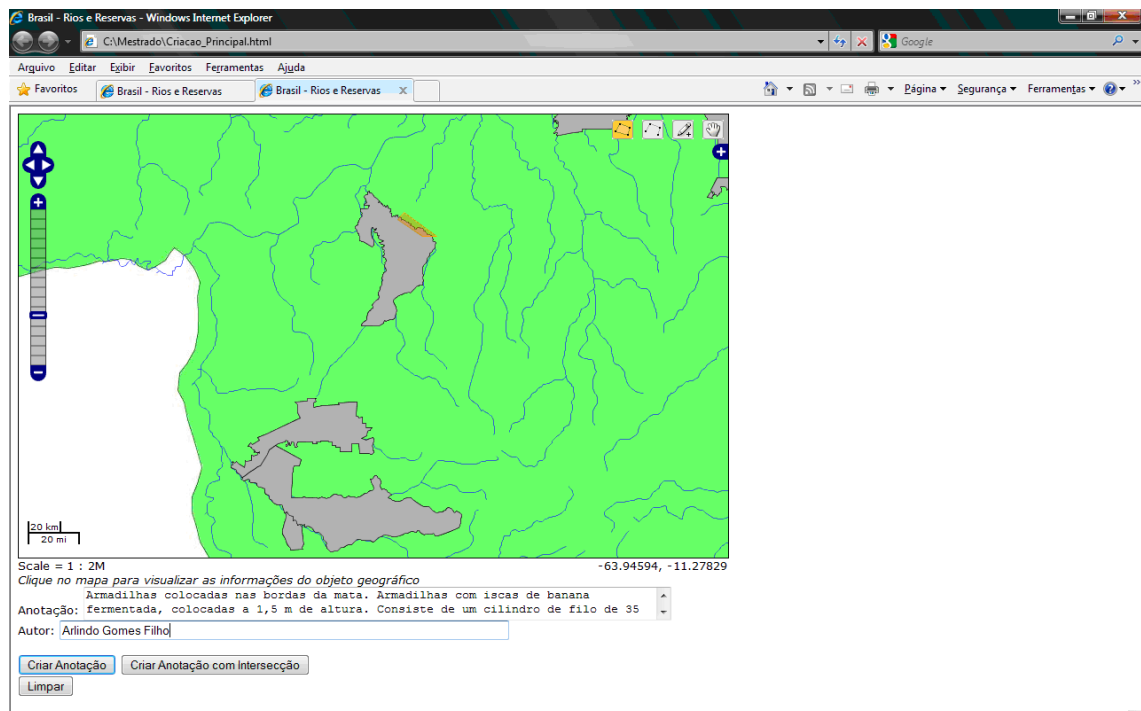 Brasil - Rios e Reservas - Windows Internet Explorer
C:\Mestrado\Criacao_Principal.html
Google
Arquivo Editar Exibir Favoritos Ferramentas Ajuda
Favoritos Brasil - Rios e Reservas Brasil - Rios e Reservas X Página Segurança Ferramentas
20 km
20 mi
Scale = 1 : 2M -63.94594, -11.27829
Clique no mapa para visualizar as informações do objeto geográfico
Armadilhas colocadas nas bordas da mata. Armadilhas com iscas de banana
Anotação: fermentada, colocadas a 1,5 m de altura. Consiste de um cilindro de filo de 35
Autor: Arlindo Gomes Filho
Criar Anotação Criar Anotação com Intersecção
Limpar